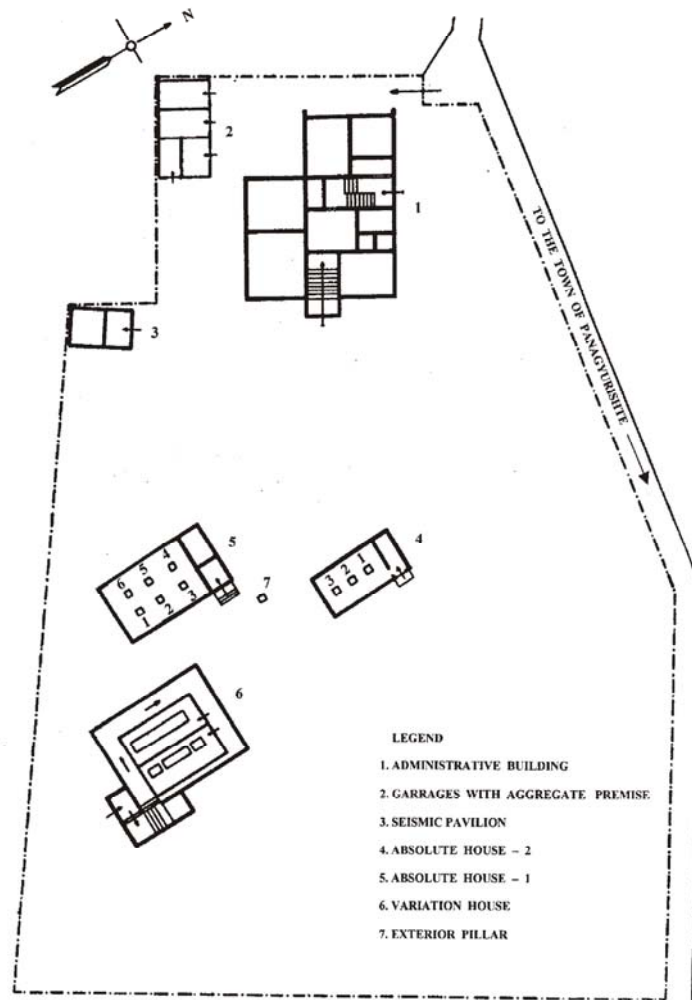 N
2
1
TO THE TOWN OF PANAGYURISHTE
3
5
4
6 5 4
1 2 3
7
3 2 1
6
LEGEND
1. ADMINISTRATIVE BUILDING
2. GARRAGES WITH AGGREGATE PREMISE
3. SEISMIC PAVILION
4. ABSOLUTE HOUSE – 2
5. ABSOLUTE HOUSE – 1
6. VARIATION HOUSE
7. EXTERIOR PILLAR